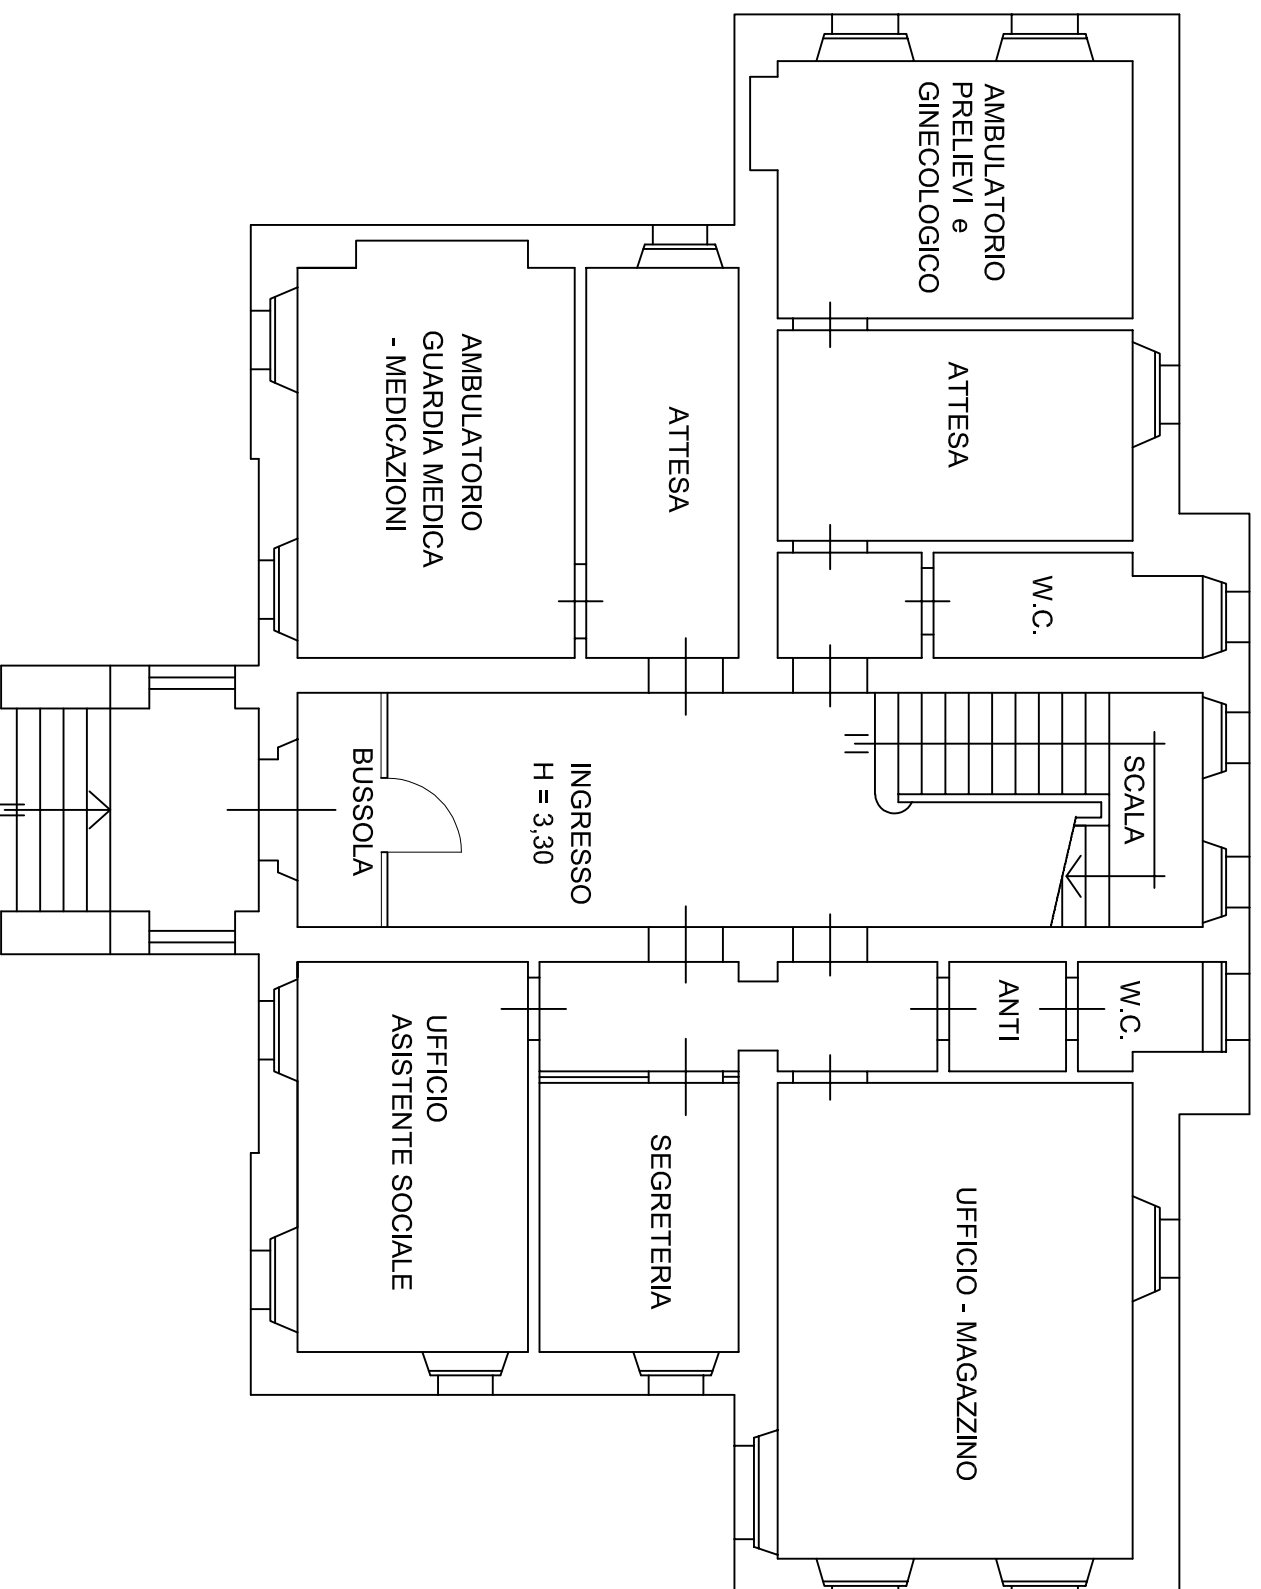 AMBULATORIO
PRELIEVI e
GINECOLOGICO
ATTESA
W.C.
ATTESA
AMBULATORIO
GUARDIA MEDICA
- MEDICAZIONI
SCALA
INGRESSO
H = 3,30
BUSSOLA
W.C.
ANTI
UFFICIO
ASISTENTE SOCIALE
SEGRETERIA
UFFICIO - MAGAZZINO